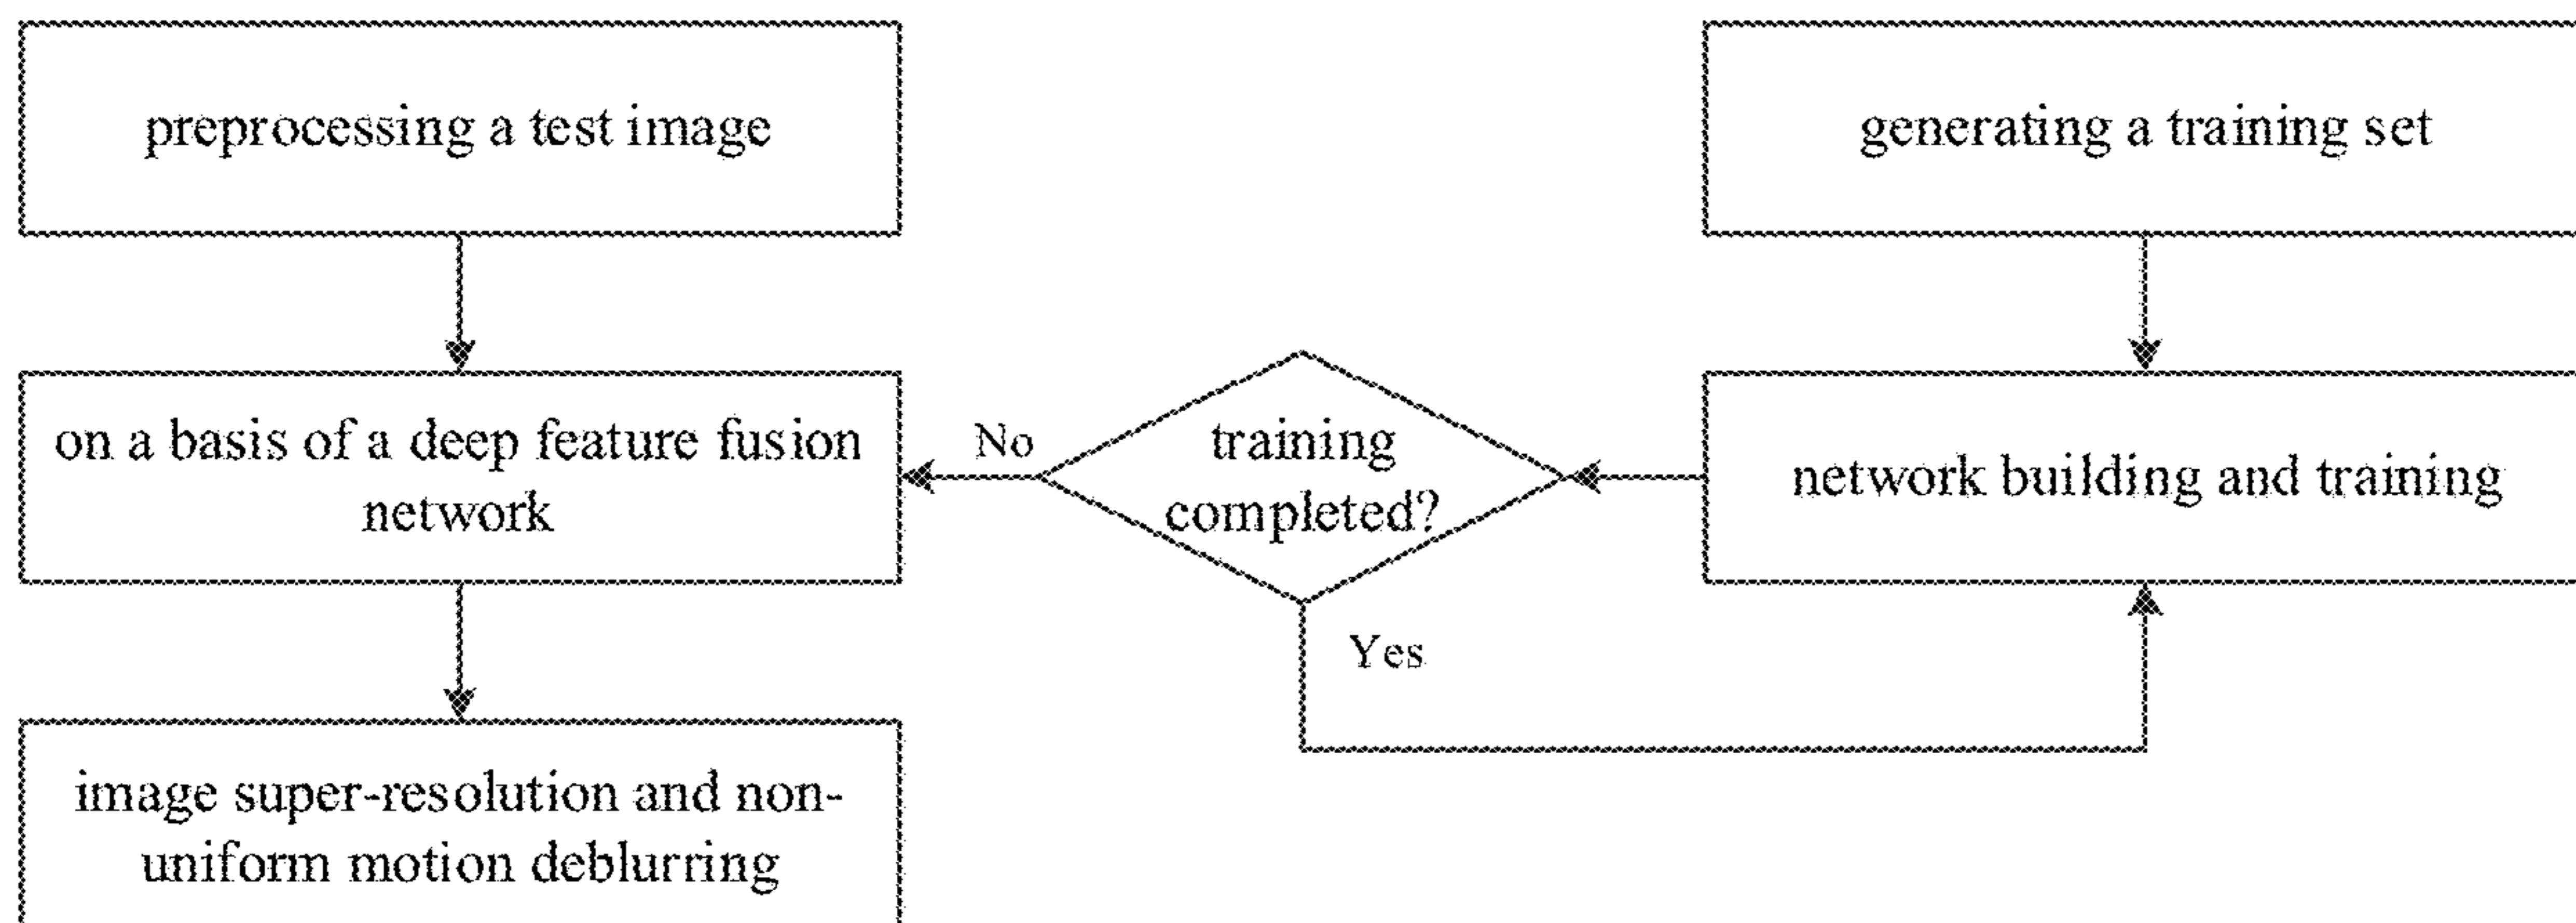 preprocessing a test image
generating a training set
on a basis of a deep feature fusion
network
No
training
completed?
network building and training
Yes
image super-resolution and non-
uniform motion deblurring